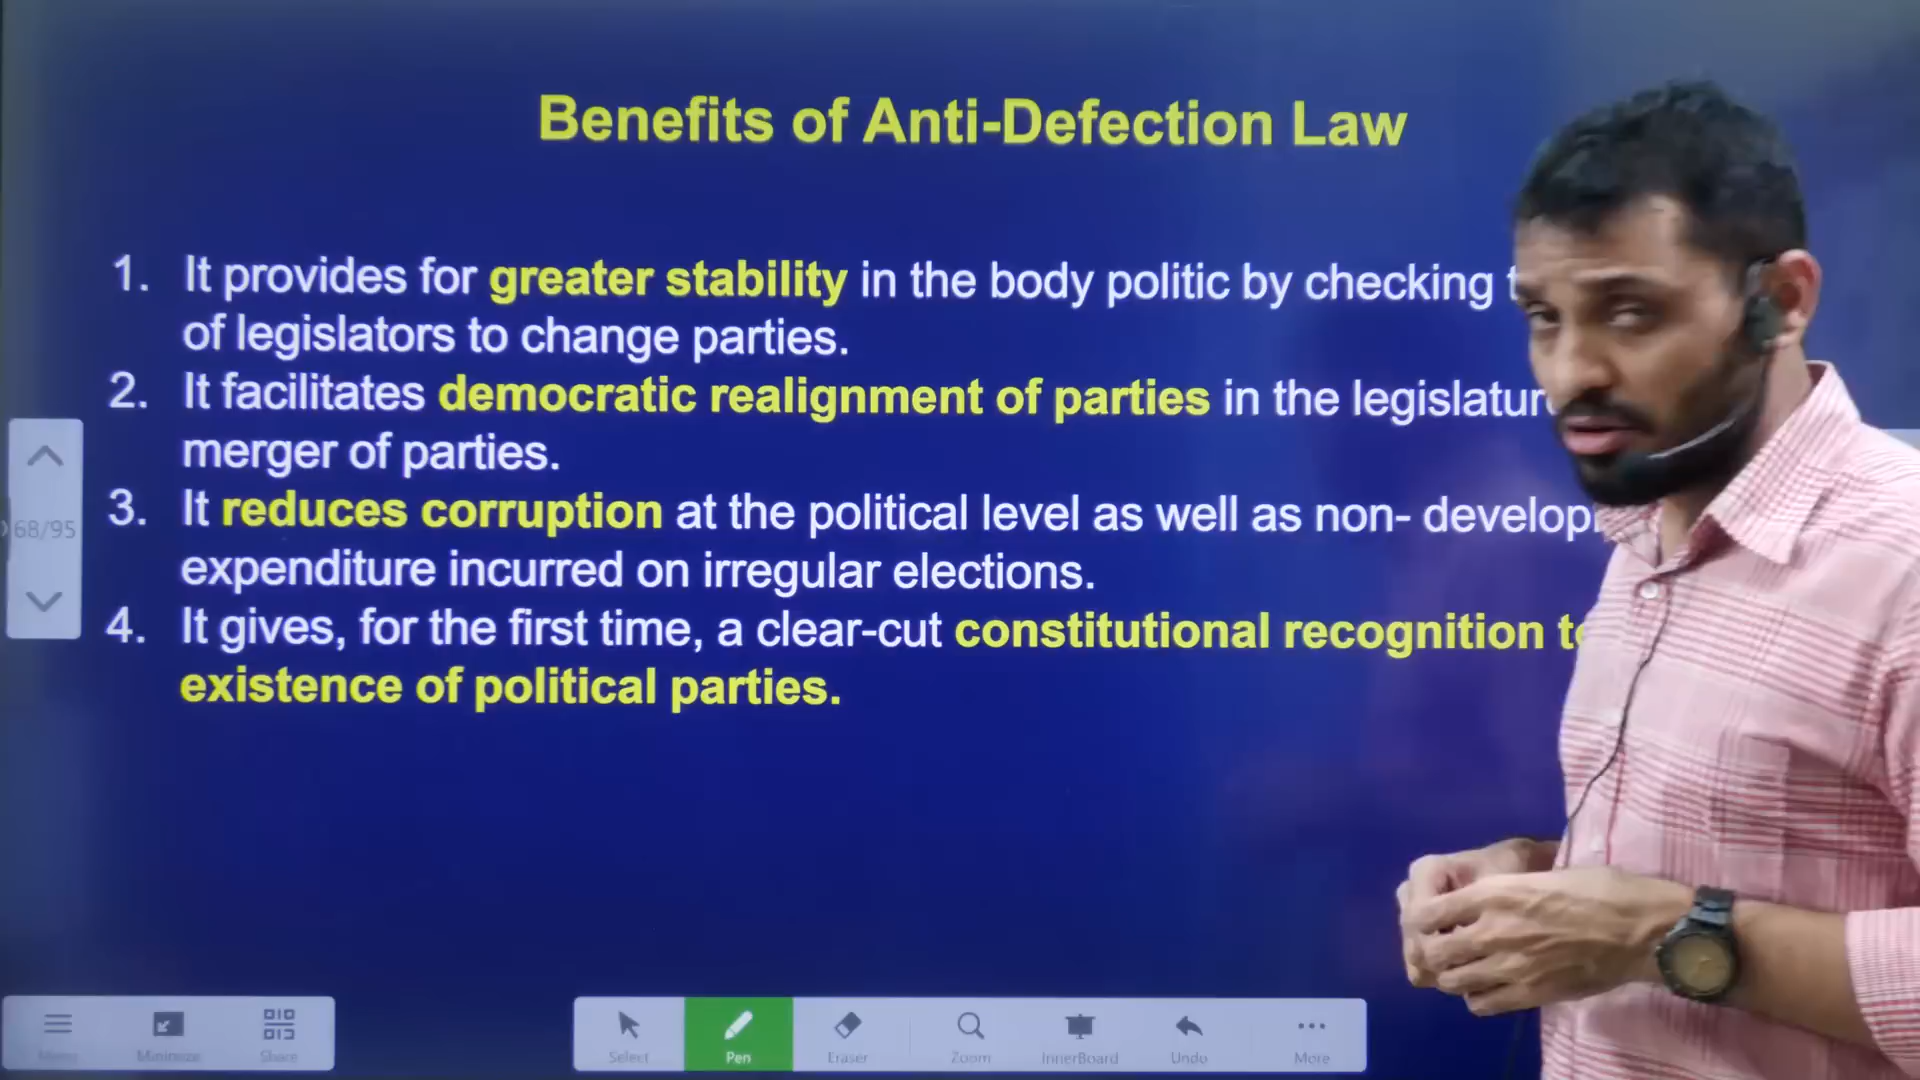 Benefits of Anti-Defection Law
1. It provides for greater stability in the body politic by checking
of legislators to change parties.
2. It facilitates democratic realignment of parties in the
merger of parties.
3. It reduces corruption at the political level as well as non-
expenditure incurred on irregular elections.
4. It gives, for the first time, a clear-cut constitutional recognition
existence of political parties.
68/95
Minimize
Share
Select
Pen
Eraser
Zoom
InnerBoard
Undo
More